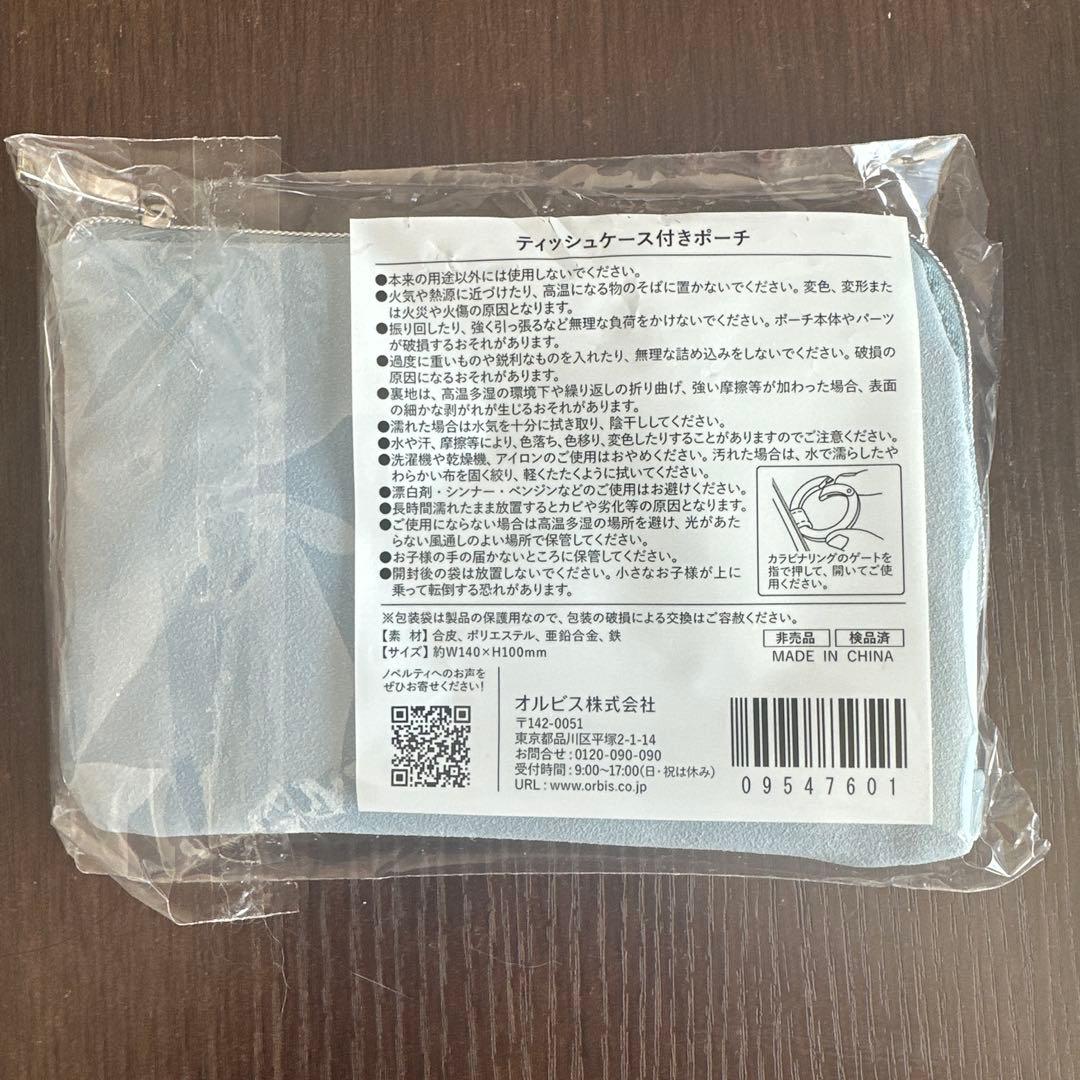 ティッシュケース付きポーチ
●本来の用途以外には使用しないでください。
●火気や熱源に近づけたり、高温になる物のそばに置かないでください。変色、変形また
は火災や火傷の原因となります。
●振り回したり、強く引っ張るなど無理な負荷をかけないでください。ポーチ本体やパーツ
が破損するおそれがあります。
●過度に重いものや鋭利なものを入れたり、無理な詰め込みをしないでください。破損の
原因になるおそれがあります。
●裏地は、高温多湿の環境下や繰り返しの折り曲げ、強い摩擦等が加わった場合、表面
の細かな剥がれが生じるおそれがあります。
●濡れた場合は水気を十分に拭き取り、陰干ししてください。
●水や汗、摩擦等により、色落ち、色移り、変色したりすることがありますのでご注意ください。
●洗濯機や乾燥機、アイロンのご使用はおやめください。汚れた場合は、水で濡らしたや
わらかい布を固く絞り、軽くたたくように拭いてください。
●漂白剤・シンナー・ベンジンなどのご使用はお避けください。
●長時間濡れたまま放置するとカビや劣化等の原因となります。
●ご使用にならない場合は高温多湿の場所を避け、光があた
らない風通しのよい場所で保管してください。
●お子様の手の届かないところに保管してください。
●開封後の袋は放置しないでください。小さなお子様が上に
乗って転倒する恐れがあります。
カラビナリングのゲートを
指で押して、開いてご使
用ください。
※包装袋は製品の保護用なので、包装の破損による交換はご容赦ください。
【素 材】合皮、ポリエステル、亜鉛合金、鉄
【サイズ】約W140×H100mm
非売品 検品済
MADE IN CHINA
ノベルティへのお声を
ぜひお寄せください!
オルビス株式会社
〒142-0051
東京都品川区平塚2-1-14
お問合せ:0120-090-090
受付時間:9:00~17:00(日・祝は休み)
URL:www.orbis.co.jp
09547601